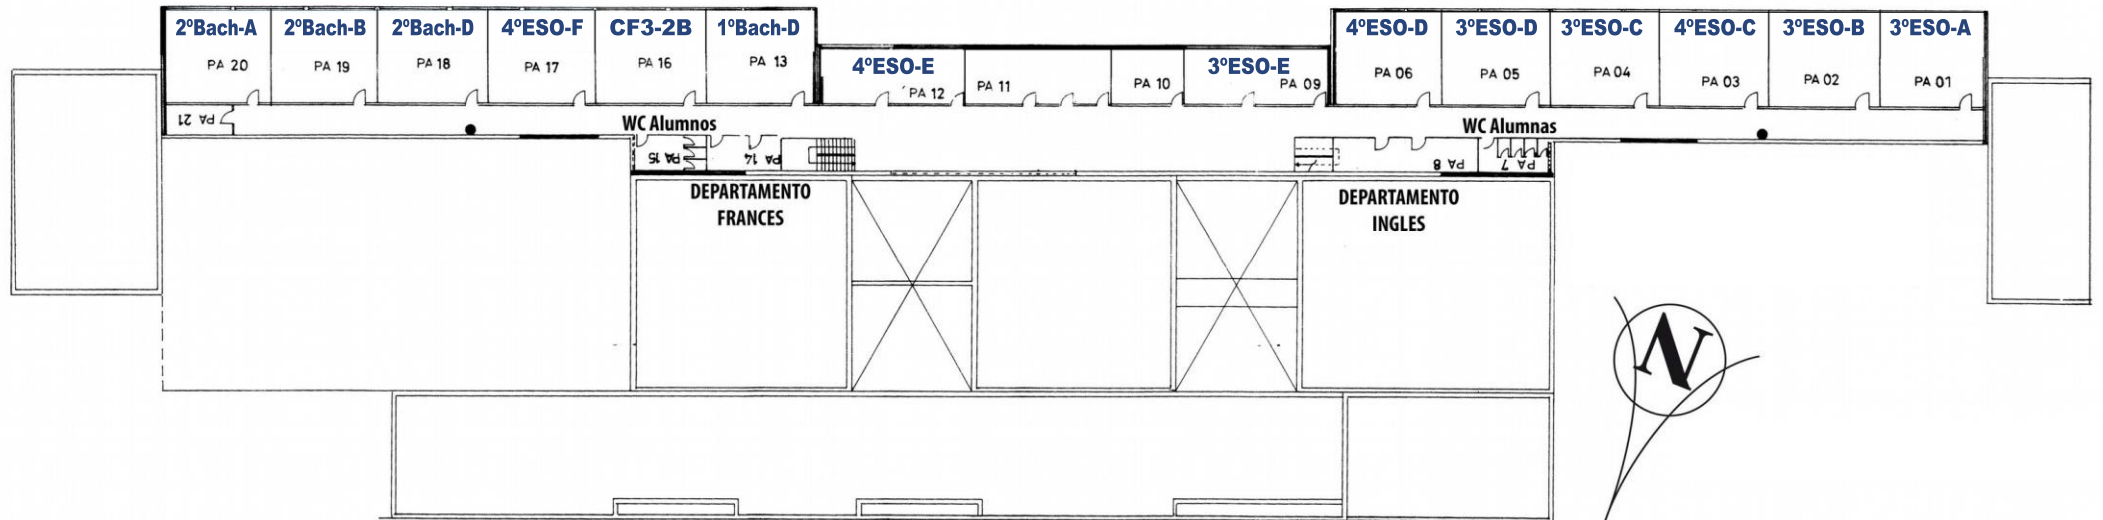 2ºBach-A
2ºBach-B
2ºBach-D
4ºESO-F
CF3-2B
1ºBach-D
4ºESO-E
3ºESO-E
4ºESO-D
3ºESO-D
3ºESO-C
4ºESO-C
3ºESO-B
3ºESO-A
PA 20
PA 19
PA 18
PA 17
PA 16
PA 13
PA 12
PA 11
PA 10
PA 09
PA 06
PA 05
PA 04
PA 03
PA 02
PA 01
PA 21
WC Alumnos
WC Alumnas
PA 15
PA 14
PA 8
PA 7
DEPARTAMENTO
FRANCES
DEPARTAMENTO
INGLES
N